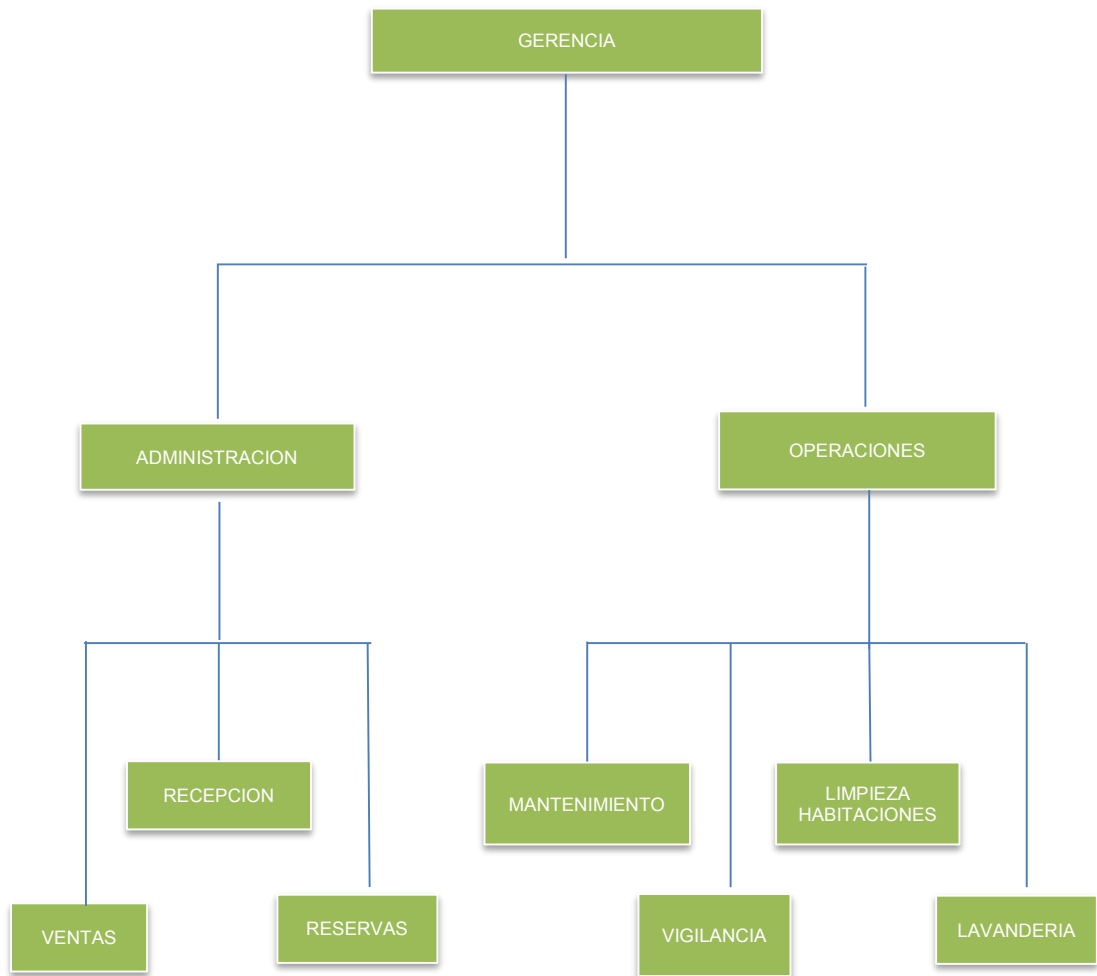 GERENCIA
ADMINISTRACION
OPERACIONES
RECEPCION
MANTENIMIENTO
LIMPIEZA
HABITACIONES
VENTAS
RESERVAS
VIGILANCIA
LAVANDERIA